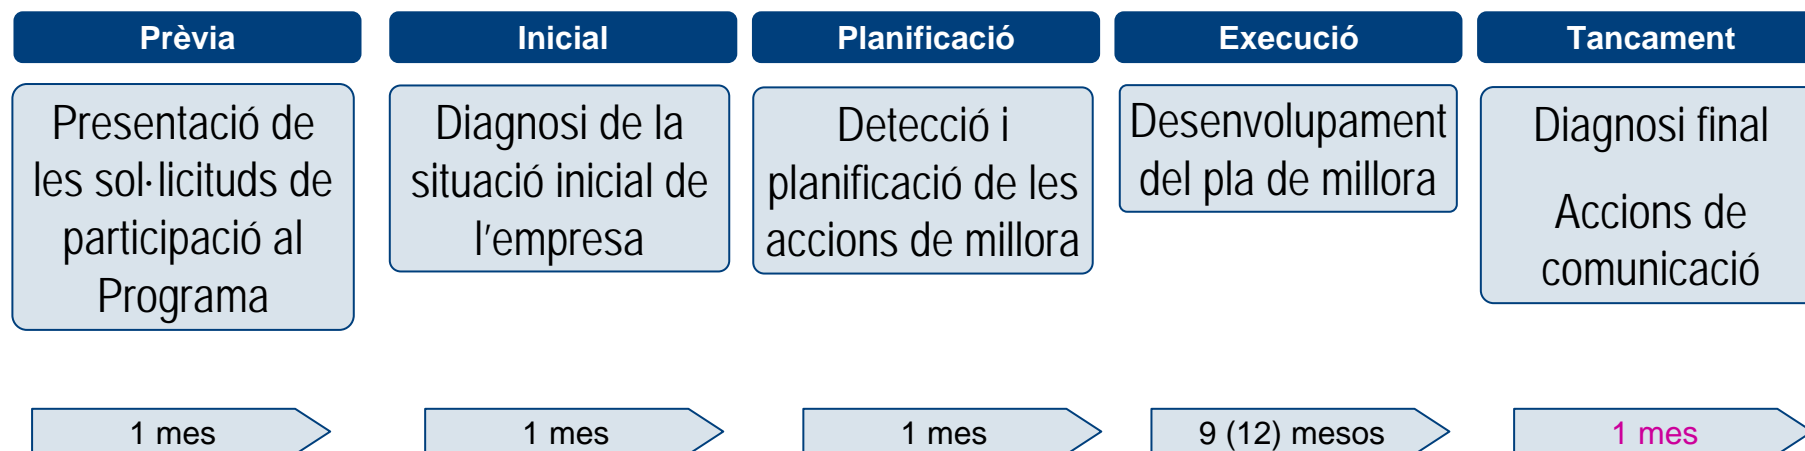 Prèvia
Inicial
Planificació
Execució
Tancament
Presentació de
les sol·licituds de
participació al
Programa
Diagnosi de la
situació inicial de
l'empresa
Detecció i
planificació de les
accions de millora
Desenvolupament
del pla de millora
Diagnosi final
Accions de
comunicació
1 mes
1 mes
1 mes
9 (12) mesos
1 mes